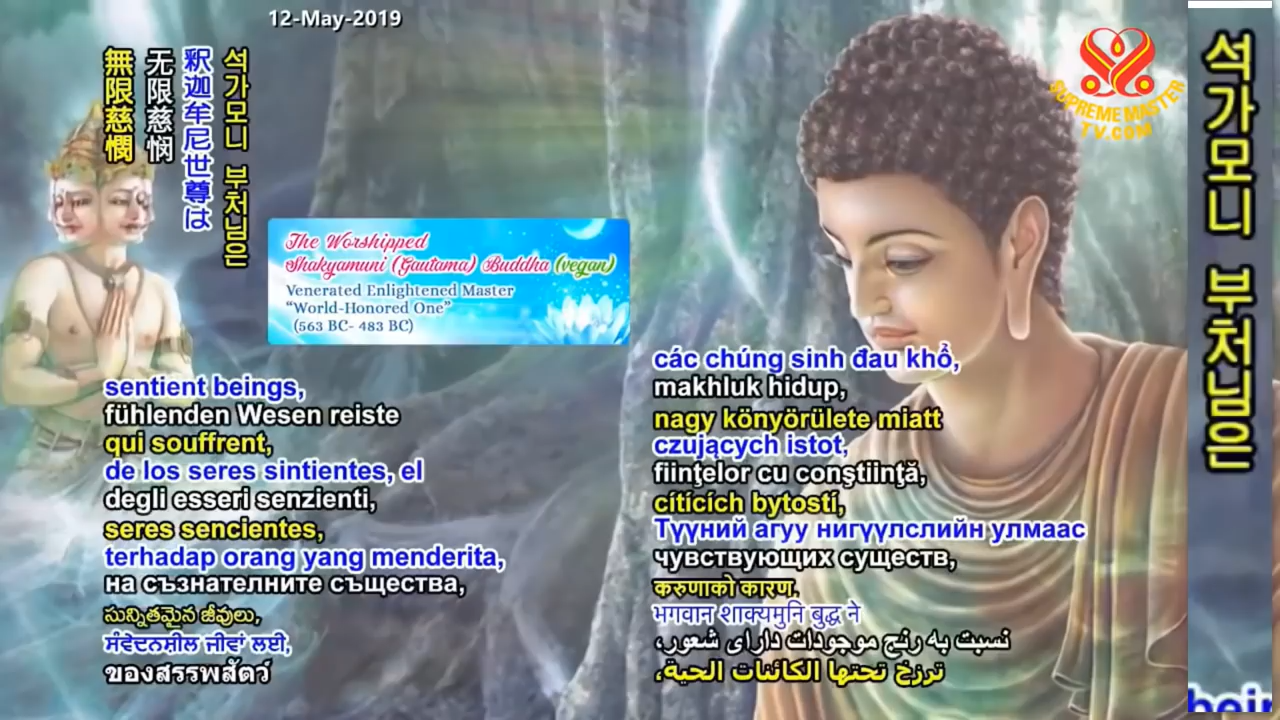 12-May-2019
SUPREME MASTER
TV.COM
석가모니 부처님은
釈迦牟尼世尊は
无限慈悯
無限慈憫
The Worshipped
Shakyamuni (Gautama) Buddha (vegan)
Venerated Enlightened Master
“World-Honored One”
(563 BC- 483 BC)
sentient beings,
fühlenden Wesen reiste
qui souffrent,
de los seres sintientes, el
degli esseri senzienti,
seres sencientes,
terhadap orang yang menderita,
на съзнателните същества,
సున్నితమైన జీవులు,
ਸੰਵੇਦਨਸ਼ੀਲ ਜੀਵਾਂ ਲਈ,
ของสรรพสัตว์
các chúng sinh đau khổ,
makhluk hidup,
nagy könyörülete miatt
czujących istot,
fiinţelor cu conştiinţă,
cítících bytostí,
Түүний агуу нигүүлслийн улмаас
чувствующих существ,
करुणाको कारण,
भगवान शाक्यमुनि बुद्ध ने
نسبت به رنج موجودات دارای شعور،
ترزخ تحتها الكائنات الحية،
석가모니 부처님은